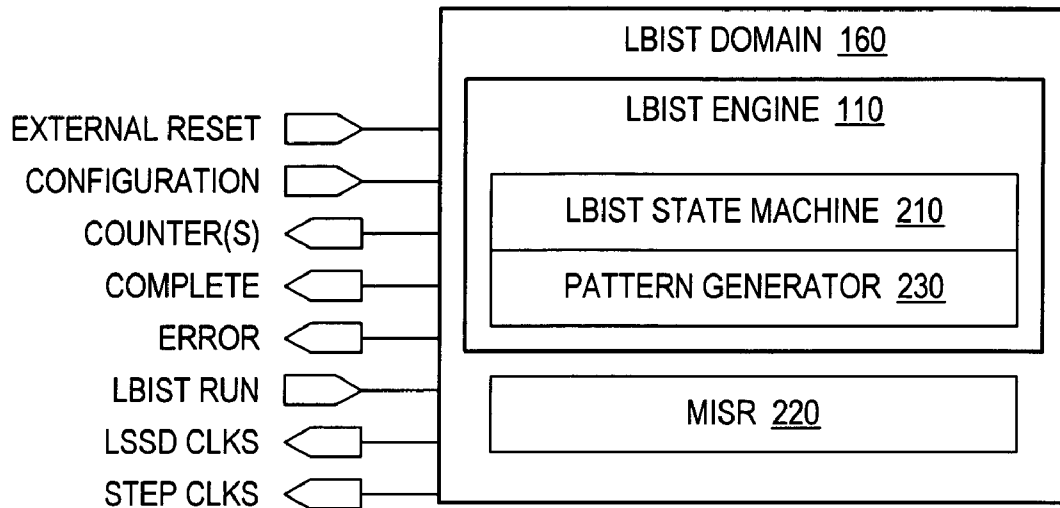 LBIST DOMAIN 160
LBIST ENGINE 110
EXTERNAL RESET
CONFIGURATION
LBIST STATE MACHINE 210
COUNTER(S)
PATTERN GENERATOR 230
COMPLETE
ERROR
LBIST RUN
MISR 220
LSSD CLKS
STEP CLKS